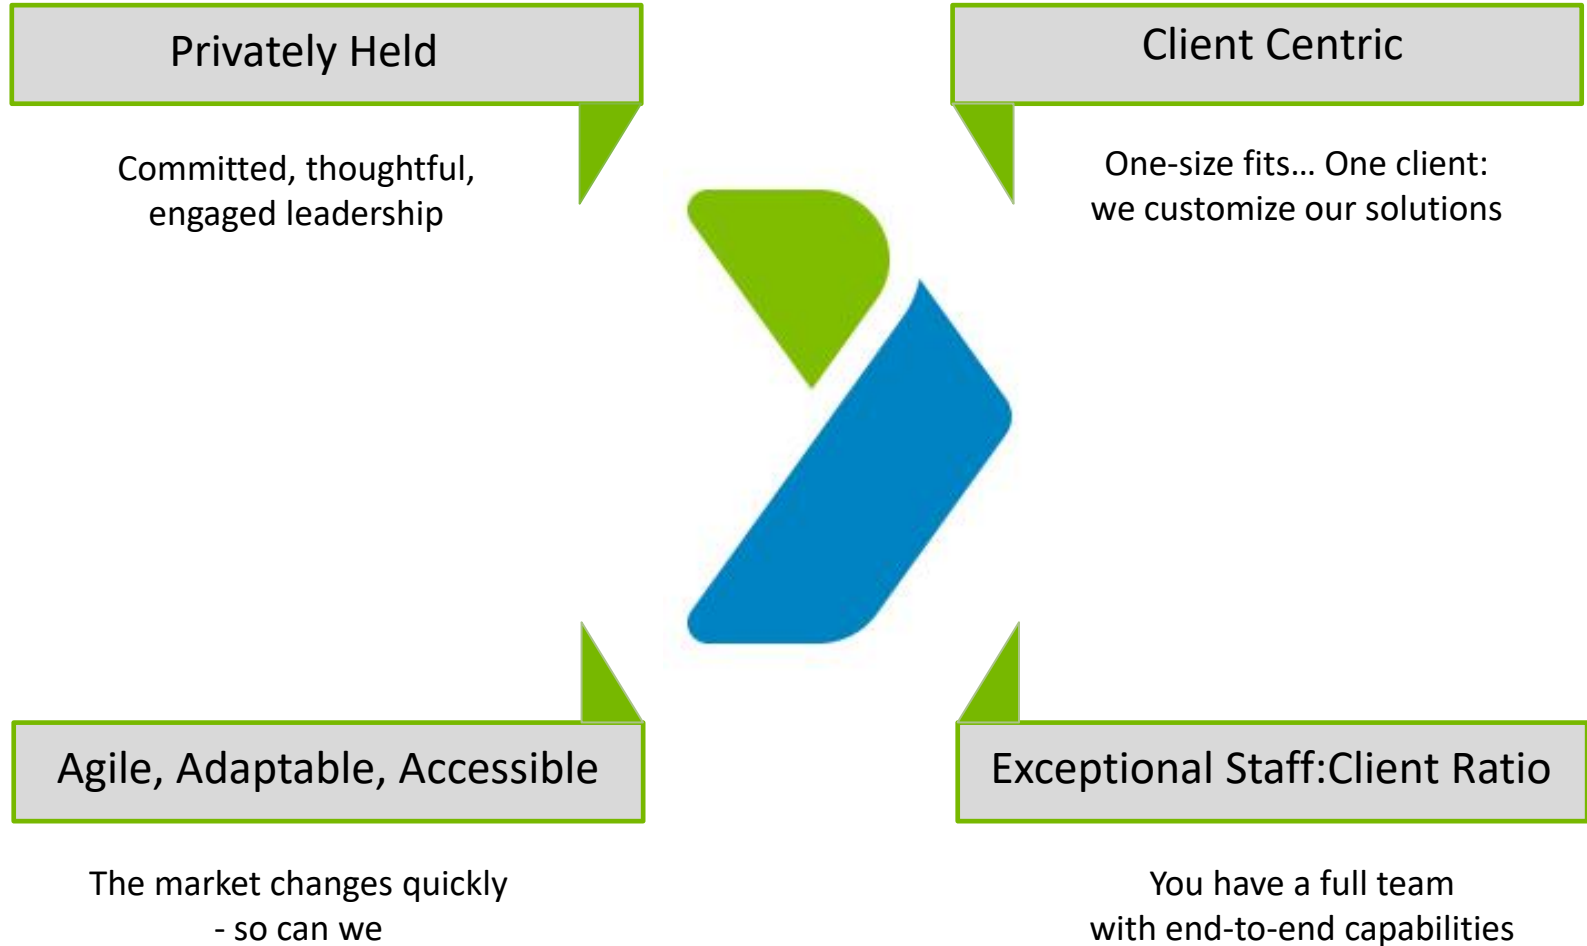 Privately Held
Committed, thoughtful,
engaged leadership
Client Centric
One-size fits… One client:
we customize our solutions
Agile, Adaptable, Accessible
The market changes quickly
- so can we
Exceptional Staff:Client Ratio
You have a full team
with end-to-end capabilities